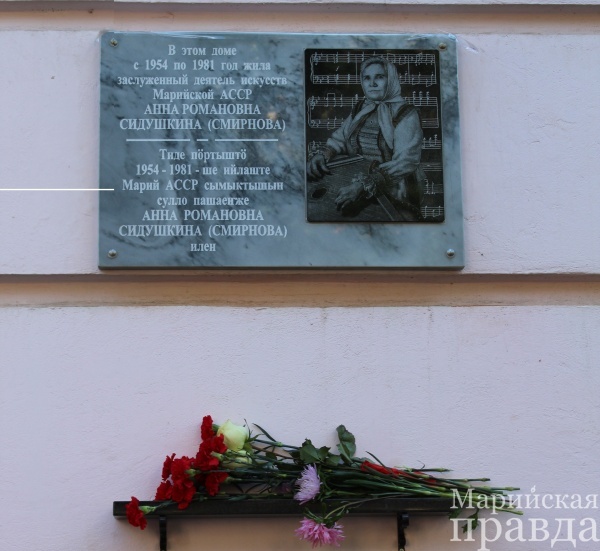 В этом доме
с 1954 по 1981 год жила
заслуженный деятель искусств
Марийской АССР
АННА РОМАНОВНА
СИДУШКИНА (СМИРНОВА)
Тиде пӧртыштӧ
1954 - 1981 - ше ийлаште
Марий АССР сымыктышын
сулло пашаеҥже
АННА РОМАНОВНА
СИДУШКИНА (СМИРНОВА)
илен
Марийская
правда